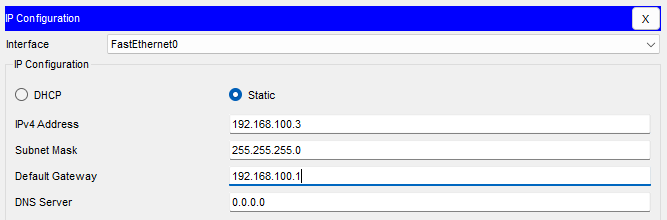 IP Configuration X
Interface FastEthernet0
IP Configuration
DHCP Static
IPv4 Address 192.168.100.3
Subnet Mask 255.255.255.0
Default Gateway 192.168.100.1
DNS Server 0.0.0.0